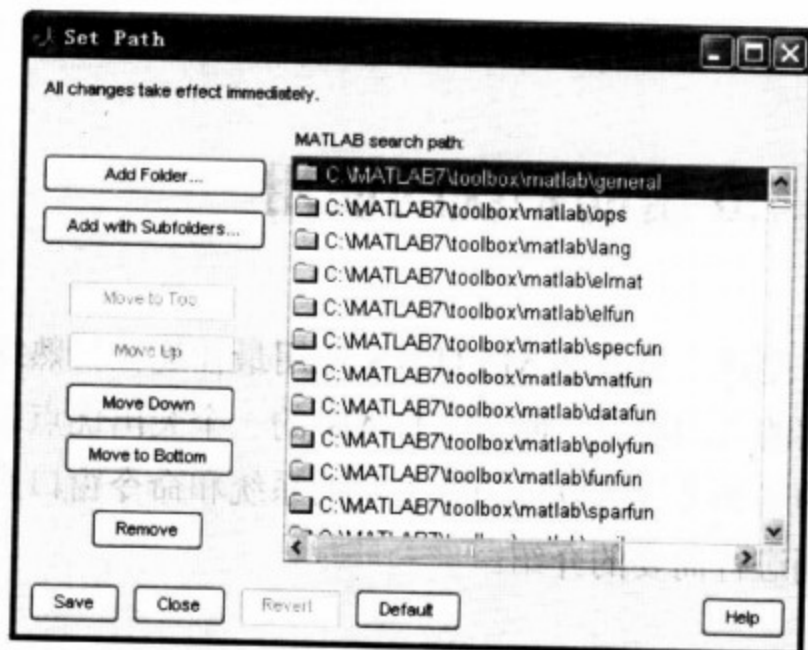 Set Path
All changes take effect immediately.
MATLAB search path:
Add Folder...
Add with Subfolders...
Move to Top
Move Up
Move Down
Move to Bottom
Remove
C:\MATLAB7\toolbox\matlab\general
C:\MATLAB7\toolbox\matlab\ops
C:\MATLAB7\toolbox\matlab\lang
C:\MATLAB7\toolbox\matlab\elmat
C:\MATLAB7\toolbox\matlab\elfun
C:\MATLAB7\toolbox\matlab\specfun
C:\MATLAB7\toolbox\matlab\matfun
C:\MATLAB7\toolbox\matlab\datafun
C:\MATLAB7\toolbox\matlab\polyfun
C:\MATLAB7\toolbox\matlab\funfun
C:\MATLAB7\toolbox\matlab\sparfun
Save
Close
Revert
Default
Help